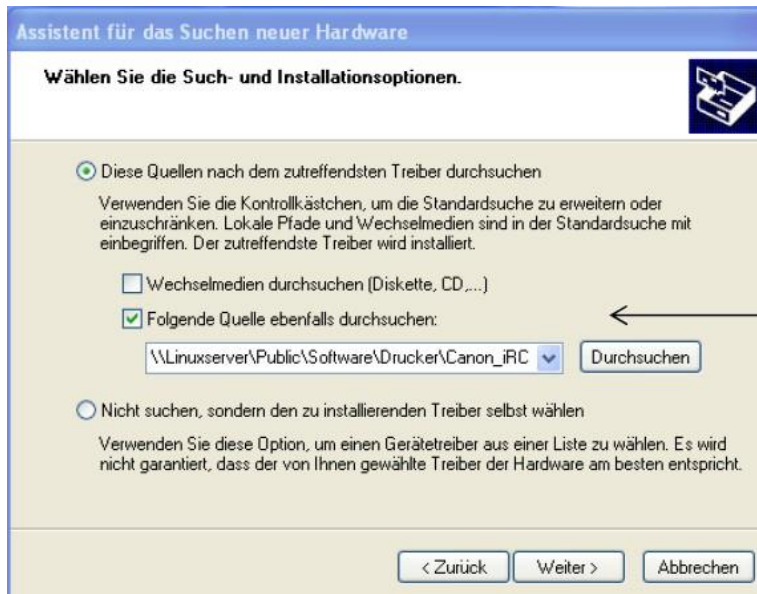 Assistent für das Suchen neuer Hardware
Wählen Sie die Such- und Installationsoptionen.
Diese Quellen nach dem zutreffendsten Treiber durchsuchen
Verwenden Sie die Kontrollkästchen, um die Standardsuche zu erweitern oder
einzuschränken. Lokale Pfade und Wechselmedien sind in der Standardsuche mit
einbegriffen. Der zutreffendste Treiber wird installiert.
Wechselmedien durchsuchen (Diskette, CD,...)
Folgende Quelle ebenfalls durchsuchen:
\\Linuxserver\Public\Software\Drucker\Canon_iRC Durchsuchen
Nicht suchen, sondern den zu installierenden Treiber selbst wählen
Verwenden Sie diese Option, um einen Gerätetreiber aus einer Liste zu wählen. Es wird
nicht garantiert, dass der von Ihnen gewählte Treiber der Hardware am besten entspricht.
< Zurück Weiter > Abbrechen